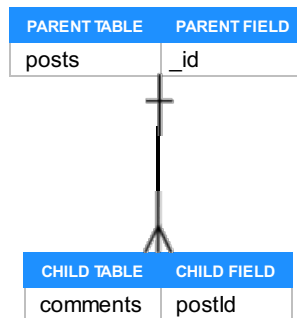 PARENT TABLE PARENT FIELD
posts _id
CHILD TABLE CHILD FIELD
comments postId